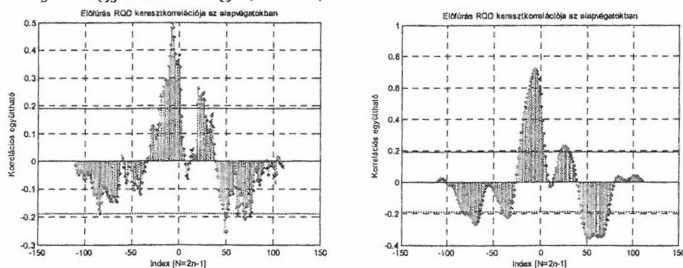 Előfúrás RQD keresztkorrelációja az alapvágatokban
0.5
0.4
0.3
0.2
0.1
0
-0.1
-0.2
-0.3
Korrelációs együttható
-150 -100 -50 0 50 100 150
Index [N=2n-1]
Előfúrás RQD keresztkorrelációja az alapvágatokban
1
0.8
0.6
0.4
0.2
0
-0.2
-0.4
Korrelációs együttható
-150 -100 -50 0 50 100 150
Index [N=2n-1]